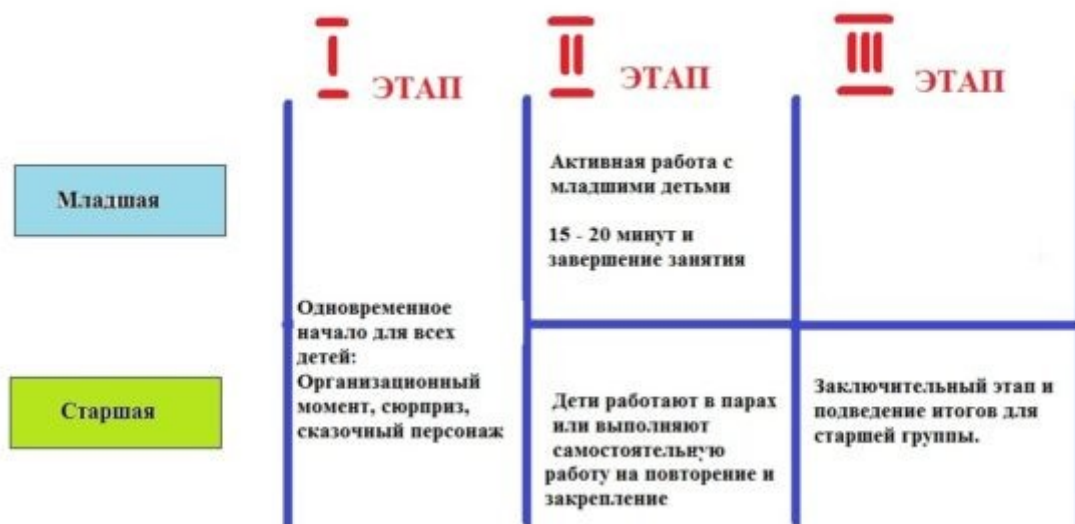 I ЭТАП
II ЭТАП
III ЭТАП
Младшая
Активная работа с
младшими детьми
15 - 20 минут и
завершение занятия
Одновременное
начало для всех
детей:
Организационный
момент, сюрприз,
сказочный персонаж
Старшая
Дети работают в парах
или выполняют
самостоятельную
работу на повторение и
закрепление
Заключительный этап и
подведение итогов для
старшей группы.